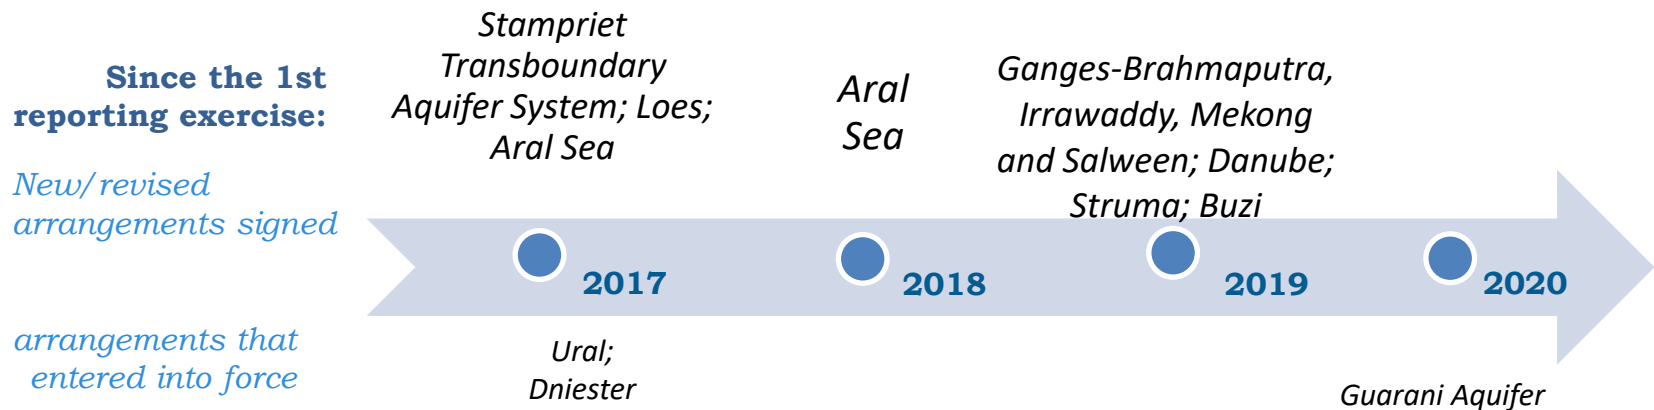 Since the 1st
reporting exercise:
New/revised
arrangements signed
Stampriet
Transboundary
Aquifer System; Loes;
Aral Sea
Aral
Sea
Ganges-Brahmaputra,
Irrawaddy, Mekong
and Salween; Danube;
Struma; Buzi
2017
2018
2019
2020
arrangements that
entered into force
Ural;
Dniester
Guarani Aquifer